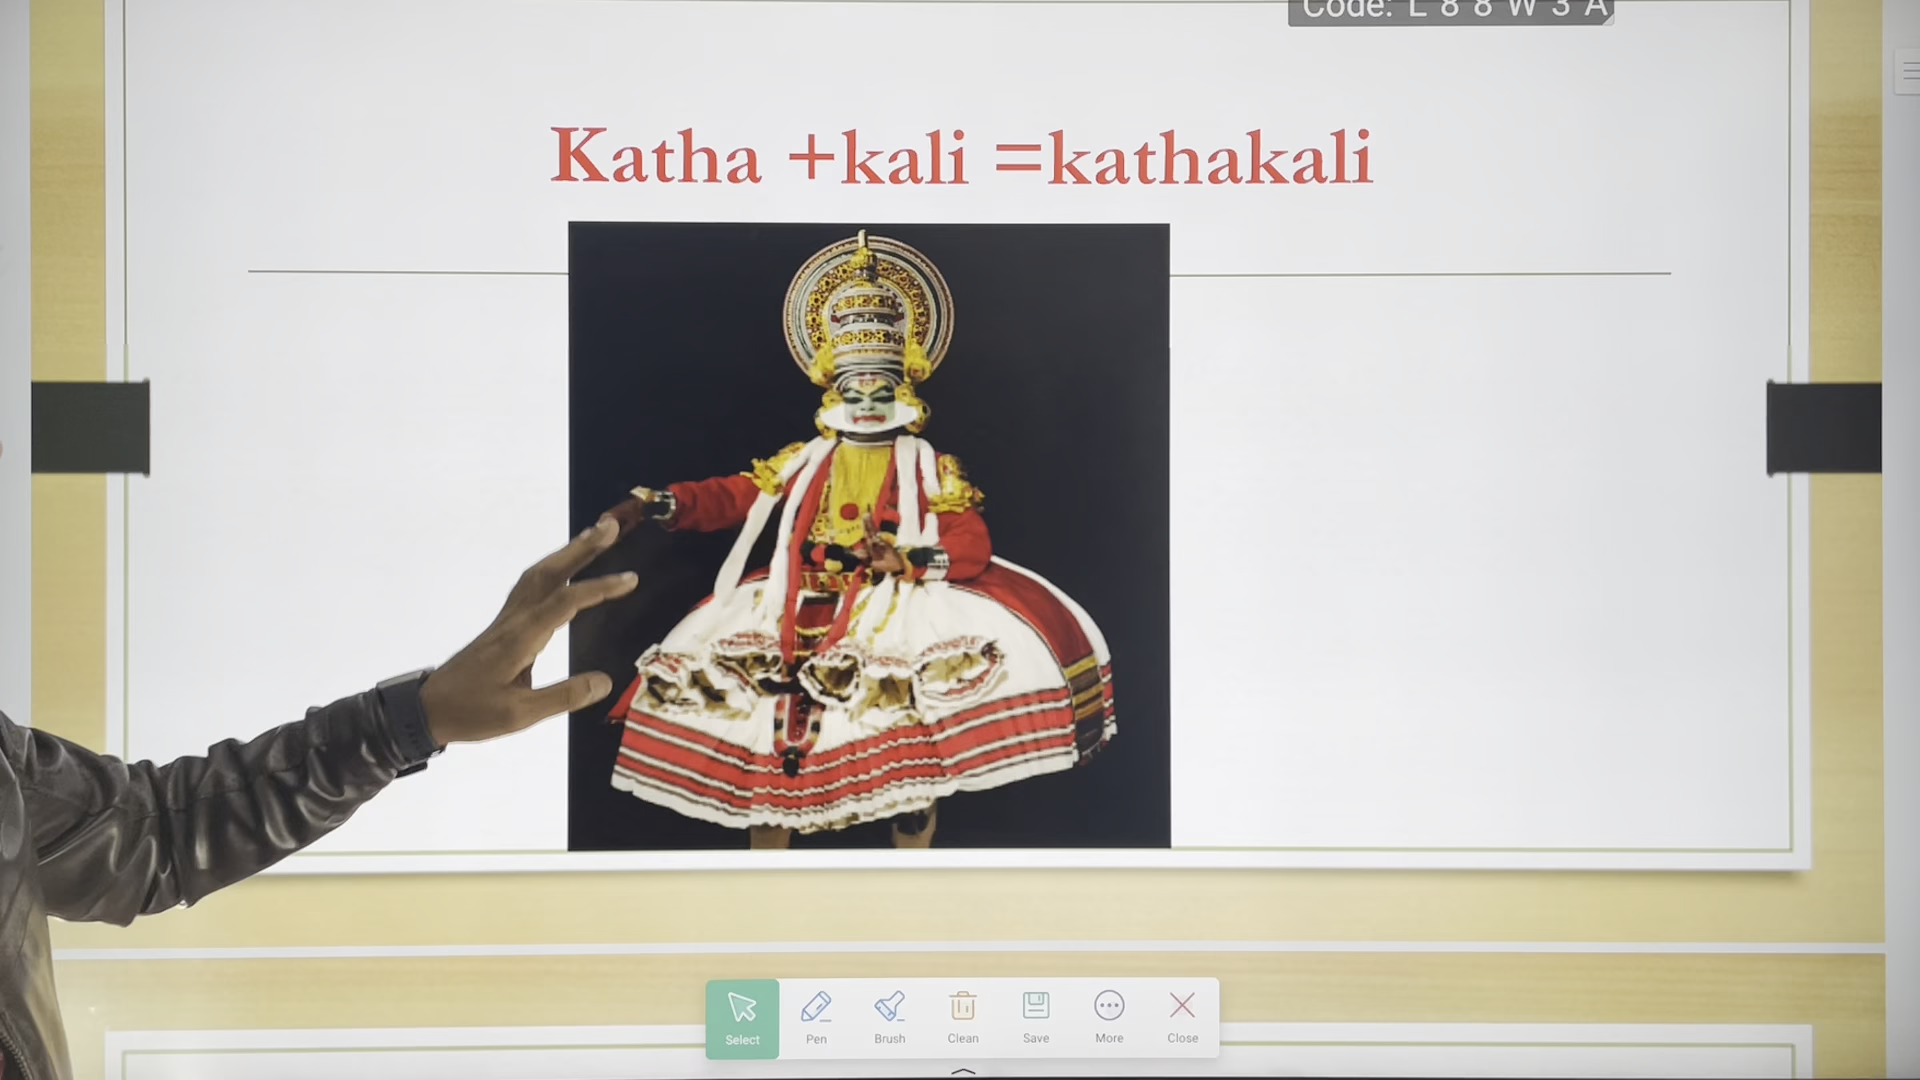 Code: L 8 8 W 3 A
Katha +kali =kathakali
Select Pen Brush Clean Save More Close